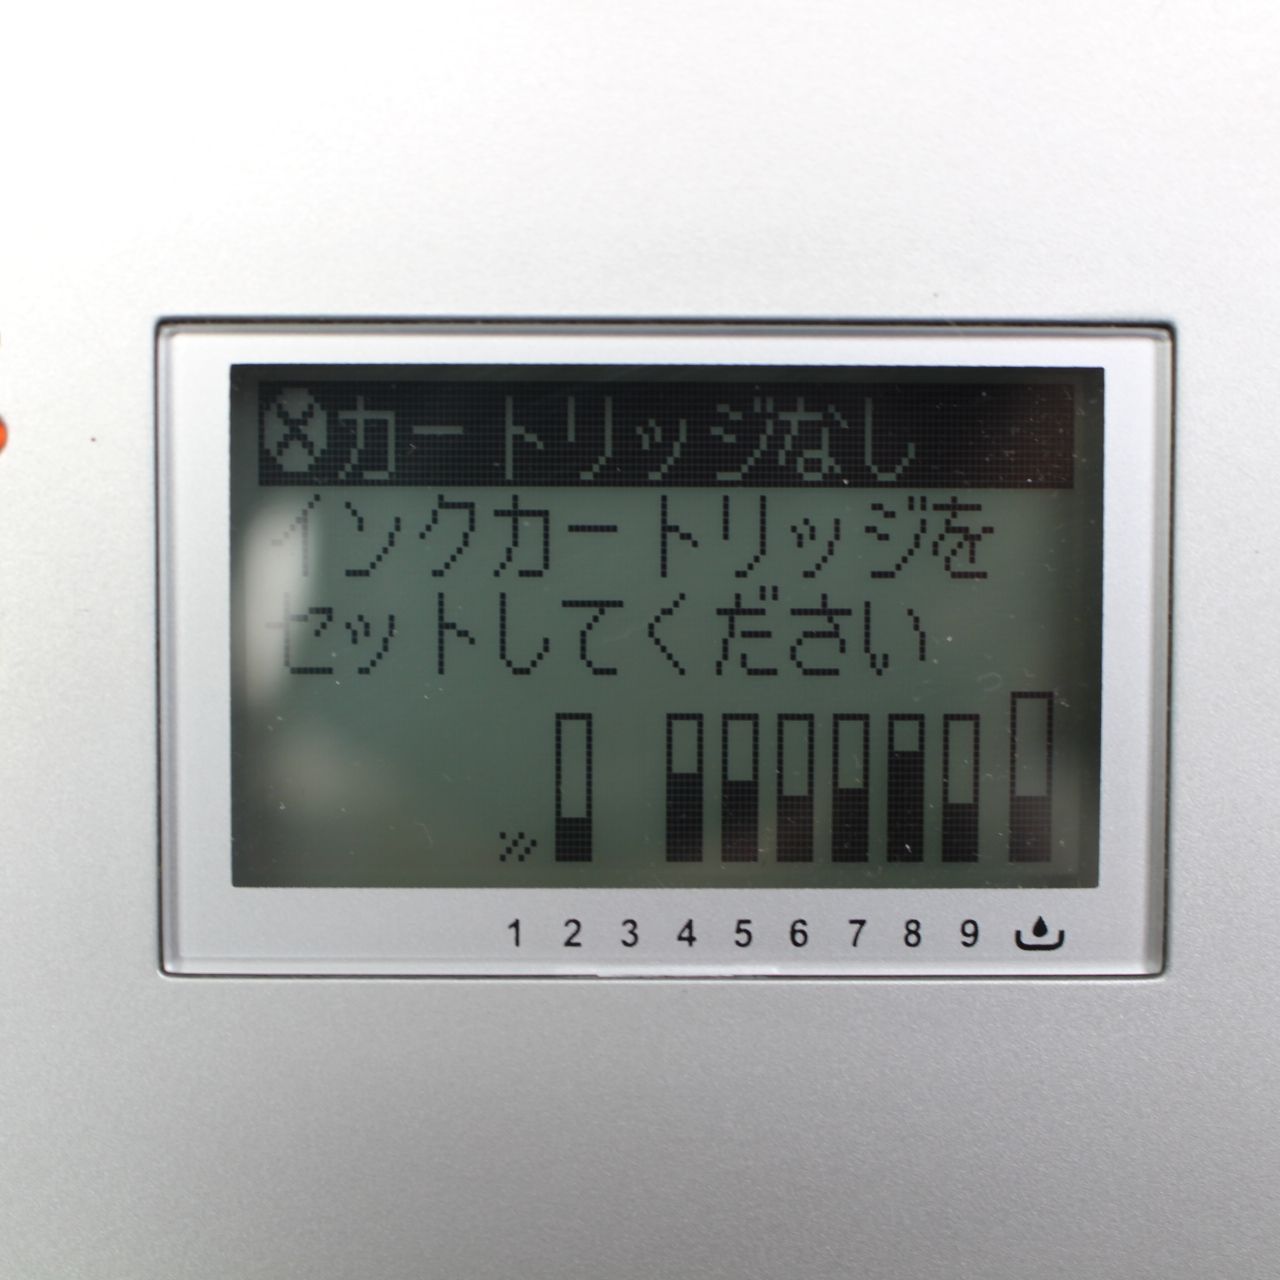 カートリッジなし
インクカートリッジを
セットしてください
1 2 3 4 5 6 7 8 9